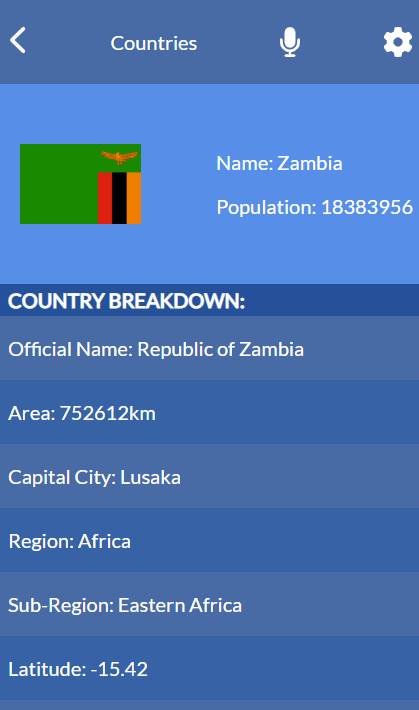 Countries
Name: Zambia
Population: 18383956
COUNTRY BREAKDOWN:
Official Name: Republic of Zambia
Area: 752612km
Capital City: Lusaka
Region: Africa
Sub-Region: Eastern Africa
Latitude: -15.42